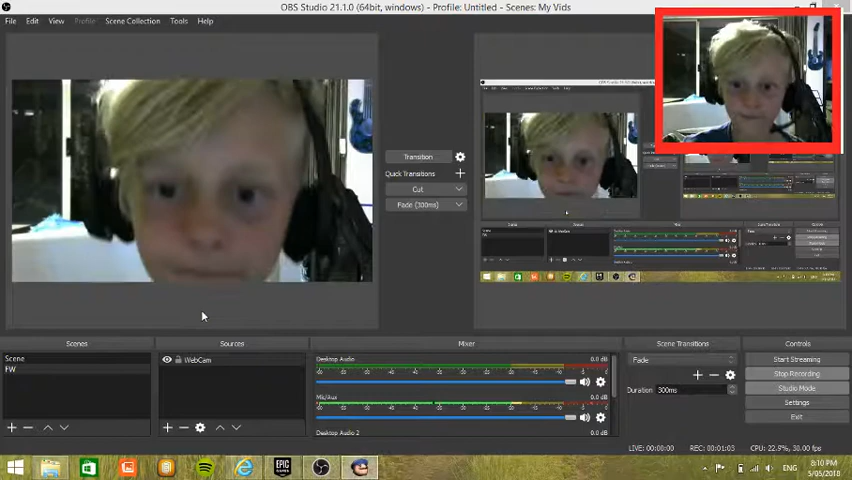 OBS Studio 21.1.0 (64bit, windows) - Profile: Untitled - Scenes: My Vids
File Edit View Profile Scene Collection Tools Help
Transition
Quick Transitions
Cut
Fade (300ms)
Scenes
Sources
Mixer
Scene Transitions
Controls
Scene
FW
WebCam
Desktop Audio
0.0 dB
Mic/Aux
0.0 dB
Desktop Audio 2
0.0 dB
Fade
Duration 300ms
Start Streaming
Stop Recording
Studio Mode
Settings
Exit
LIVE: 00:00:00 REC: 00:01:03 CPU: 22.9%, 30.00 fps
EPIC
GAMES
ENG
8:10 PM
5/05/2018